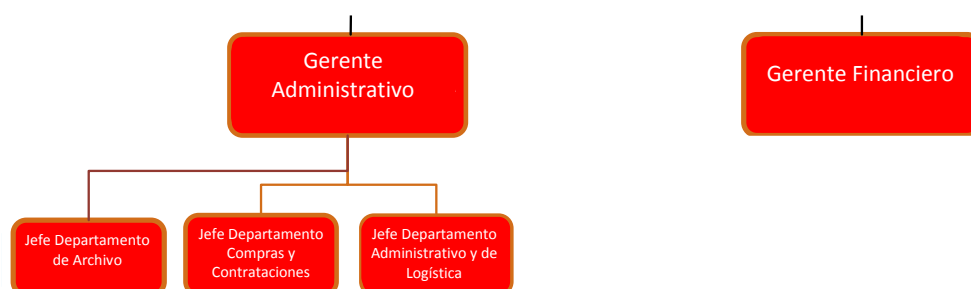 Gerente
Administrativo
Gerente Financiero
Jefe Departamento
de Archivo
Jefe Departamento
Compras y
Contrataciones
Jefe Departamento
Administrativo y de
Logística